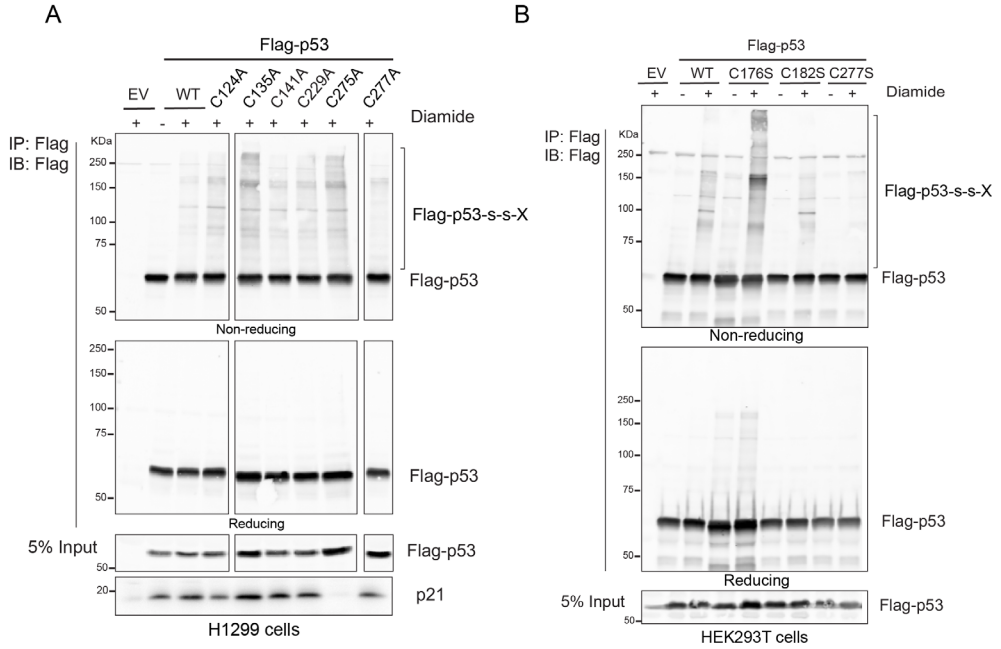 A
Flag-p53
EV WT C124A C135A C141A C229A C275A C277A
+ - + + + + + + + Diamide
IP: Flag
IB: Flag
KDa
250
150
100
75
50
Flag-p53-s-s-X
Flag-p53
Non-reducing
250
150
100
75
50
Flag-p53
Reducing
5% Input
50
Flag-p53
20
p21
H1299 cells
B
Flag-p53
EV WT C176S C182S C277S
+ - + - + - + - + Diamide
IP: Flag
IB: Flag
KDa
250
150
100
75
50
Flag-p53-s-s-X
Flag-p53
Non-reducing
250
150
100
75
50
Flag-p53
Reducing
5% Input
50
Flag-p53
HEK293T cells